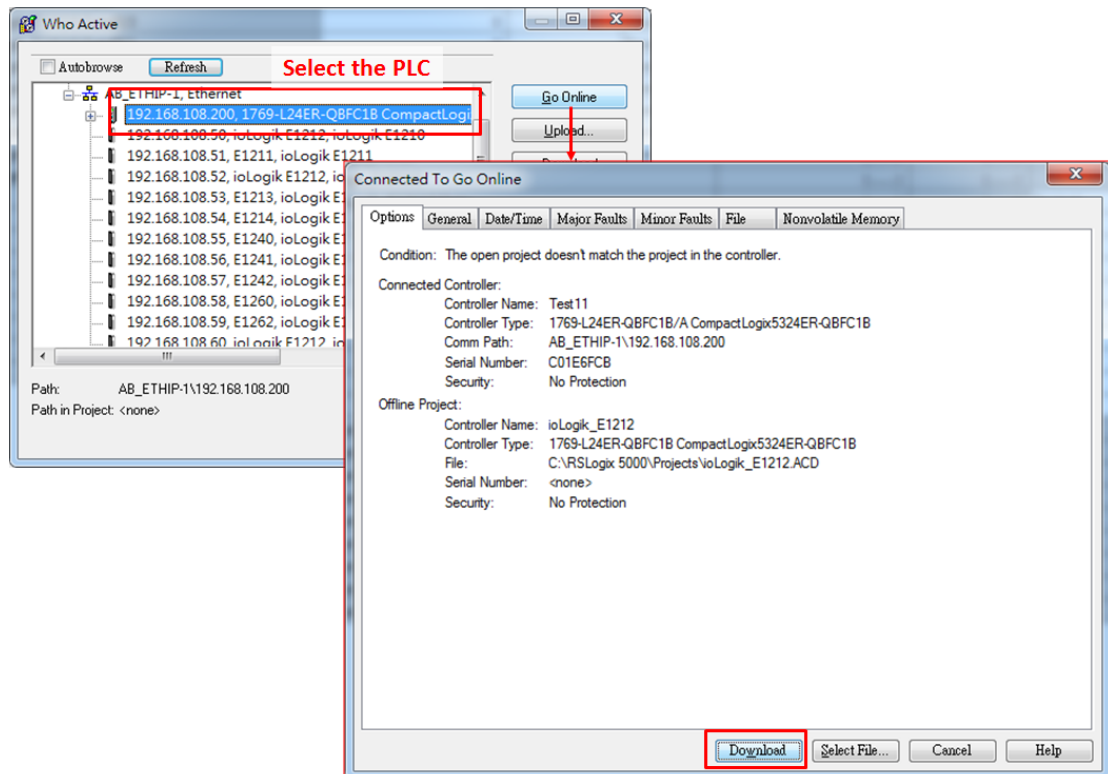 Who Active
Autobrowse
Refresh
Select the PLC
AB_ETHIP-1, Ethernet
192.168.108.200, 1769-L24ER-QBFC1B CompactLogi
192.168.108.50, ioLogik E1212, ioLogik E1210
192.168.108.51, E1211, ioLogik E1211
192.168.108.52, ioLogik E1212, io
192.168.108.53, E1213, ioLogik E1
192.168.108.54, E1214, ioLogik E1
192.168.108.55, E1240, ioLogik E1
192.168.108.56, E1241, ioLogik E1
192.168.108.57, E1242, ioLogik E1
192.168.108.58, E1260, ioLogik E1
192.168.108.59, E1262, ioLogik E1
192.168.108.60, ioLogik E1212, io
Go Online
Upload...
Path: AB_ETHIP-1\192.168.108.200
Path in Project: <none>
Connected To Go Online
Options General Date/Time Major Faults Minor Faults File Nonvolatile Memory
Condition: The open project doesn't match the project in the controller.
Connected Controller:
Controller Name: Test11
Controller Type: 1769-L24ER-QBFC1B/A CompactLogix5324ER-QBFC1B
Comm Path: AB_ETHIP-1\192.168.108.200
Serial Number: C01E6FCB
Security: No Protection
Offline Project:
Controller Name: ioLogik_E1212
Controller Type: 1769-L24ER-QBFC1B CompactLogix5324ER-QBFC1B
File: C:\RSLogix 5000\Projects\ioLogik_E1212.ACD
Serial Number: <none>
Security: No Protection
Download
Select File...
Cancel
Help